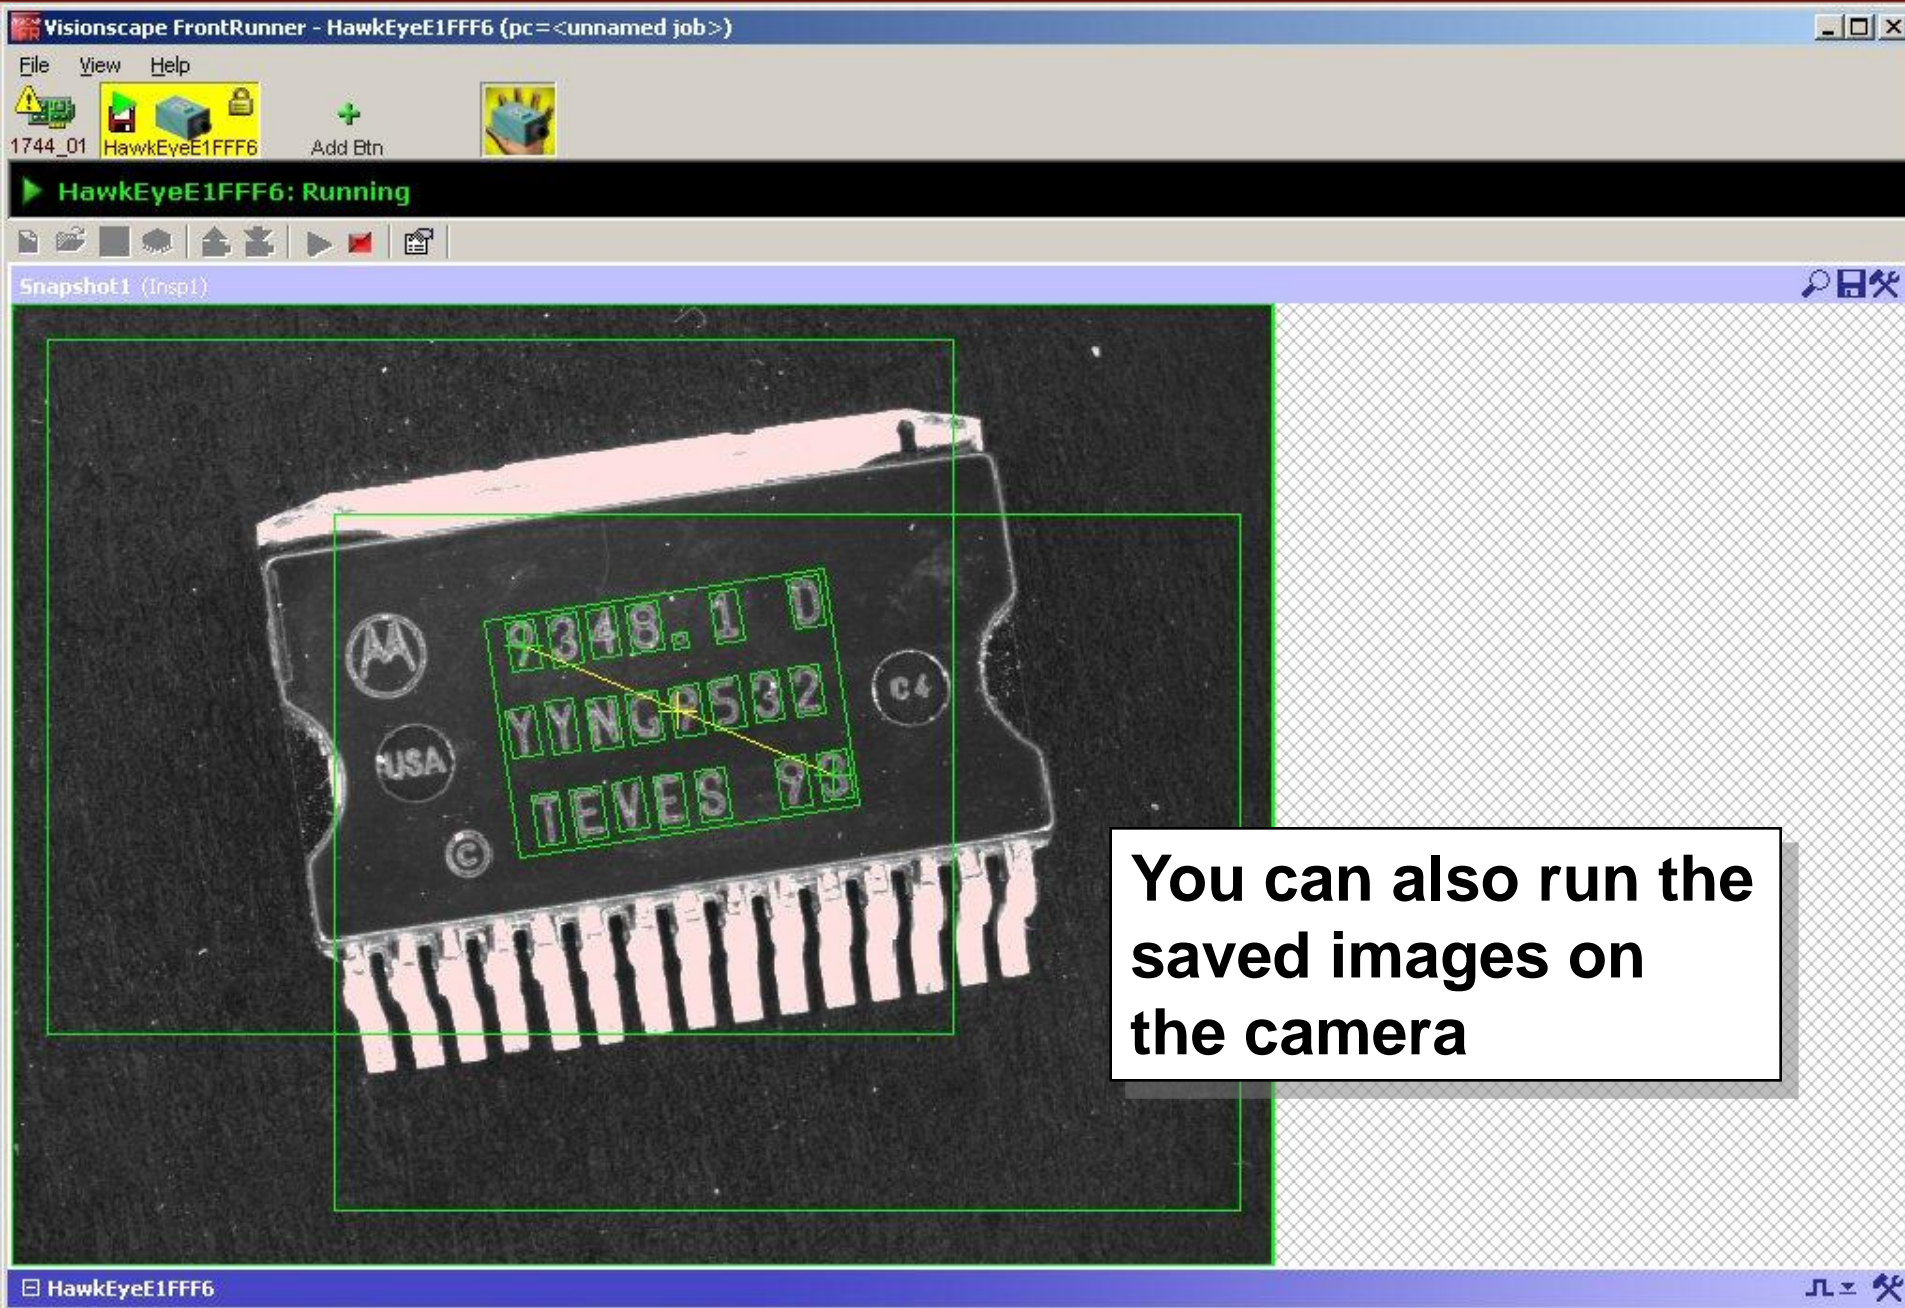 Visionscape FrontRunner - HawkEyeE1FFF6 (pc=<unnamed job>)
File View Help
1744_01 HawkEyeE1FFF6 Add Btn
HawkEyeE1FFF6: Running
Snapshot1 (Insp1)
9348.1 D
YYNGP532
C4
USA
TEVES 93
©
You can also run the
saved images on
the camera
HawkEyeE1FFF6